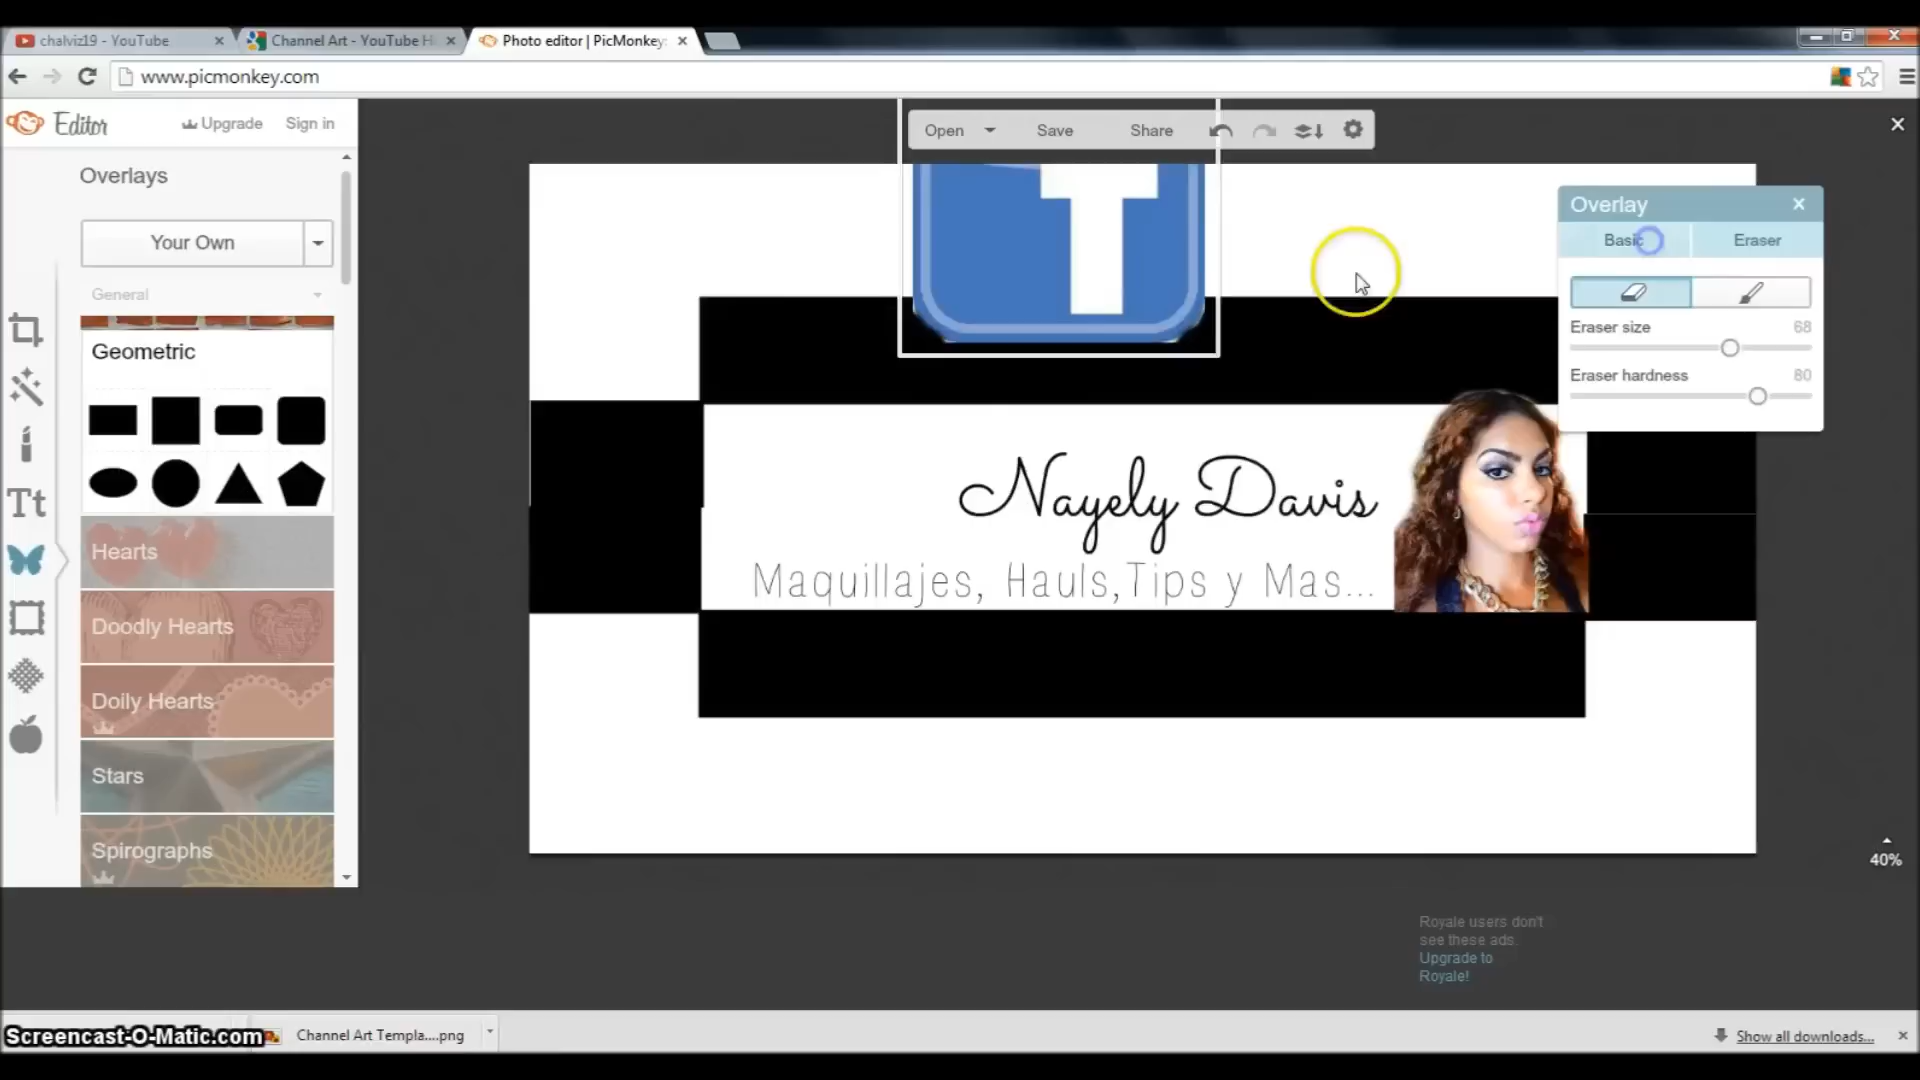 chalviz19 - YouTube
Channel Art - YouTube H
Photo editor | PicMonkey:
www.picmonkey.com
Editor
Upgrade
Sign in
Open
Save
Share
Overlays
Your Own
General
Geometric
Hearts
Doodly Hearts
Doily Hearts
Stars
Spirographs
Tt
Overlay
Basic
Eraser
Eraser size
68
Eraser hardness
80
Nayely Davis
Maquillajes, Hauls,Tips y Mas...
40%
Royale users don't
see these ads.
Upgrade to
Royale!
Screencast-O-Matic.com
Channel Art Templa....png
Show all downloads...